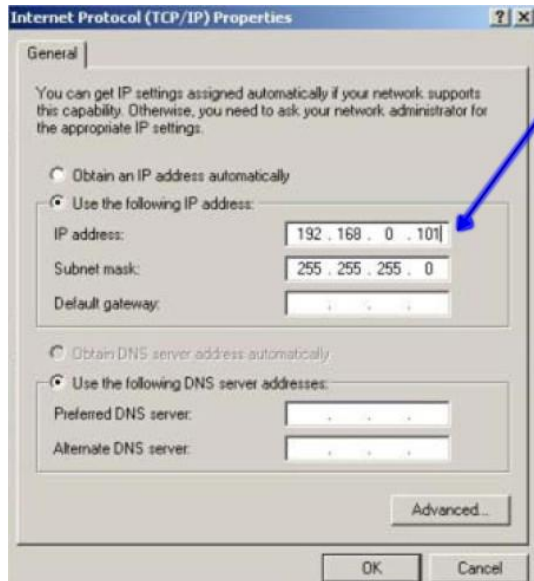 Internet Protocol (TCP/IP) Properties
General
You can get IP settings assigned automatically if your network supports
this capability. Otherwise, you need to ask your network administrator for
the appropriate IP settings.
Obtain an IP address automatically
Use the following IP address:
IP address: 192 . 168 . 0 . 101
Subnet mask: 255 . 255 . 255 . 0
Default gateway: . . .
Obtain DNS server address automatically
Use the following DNS server addresses:
Preferred DNS server: . . .
Alternate DNS server: . . .
Advanced...
OK Cancel